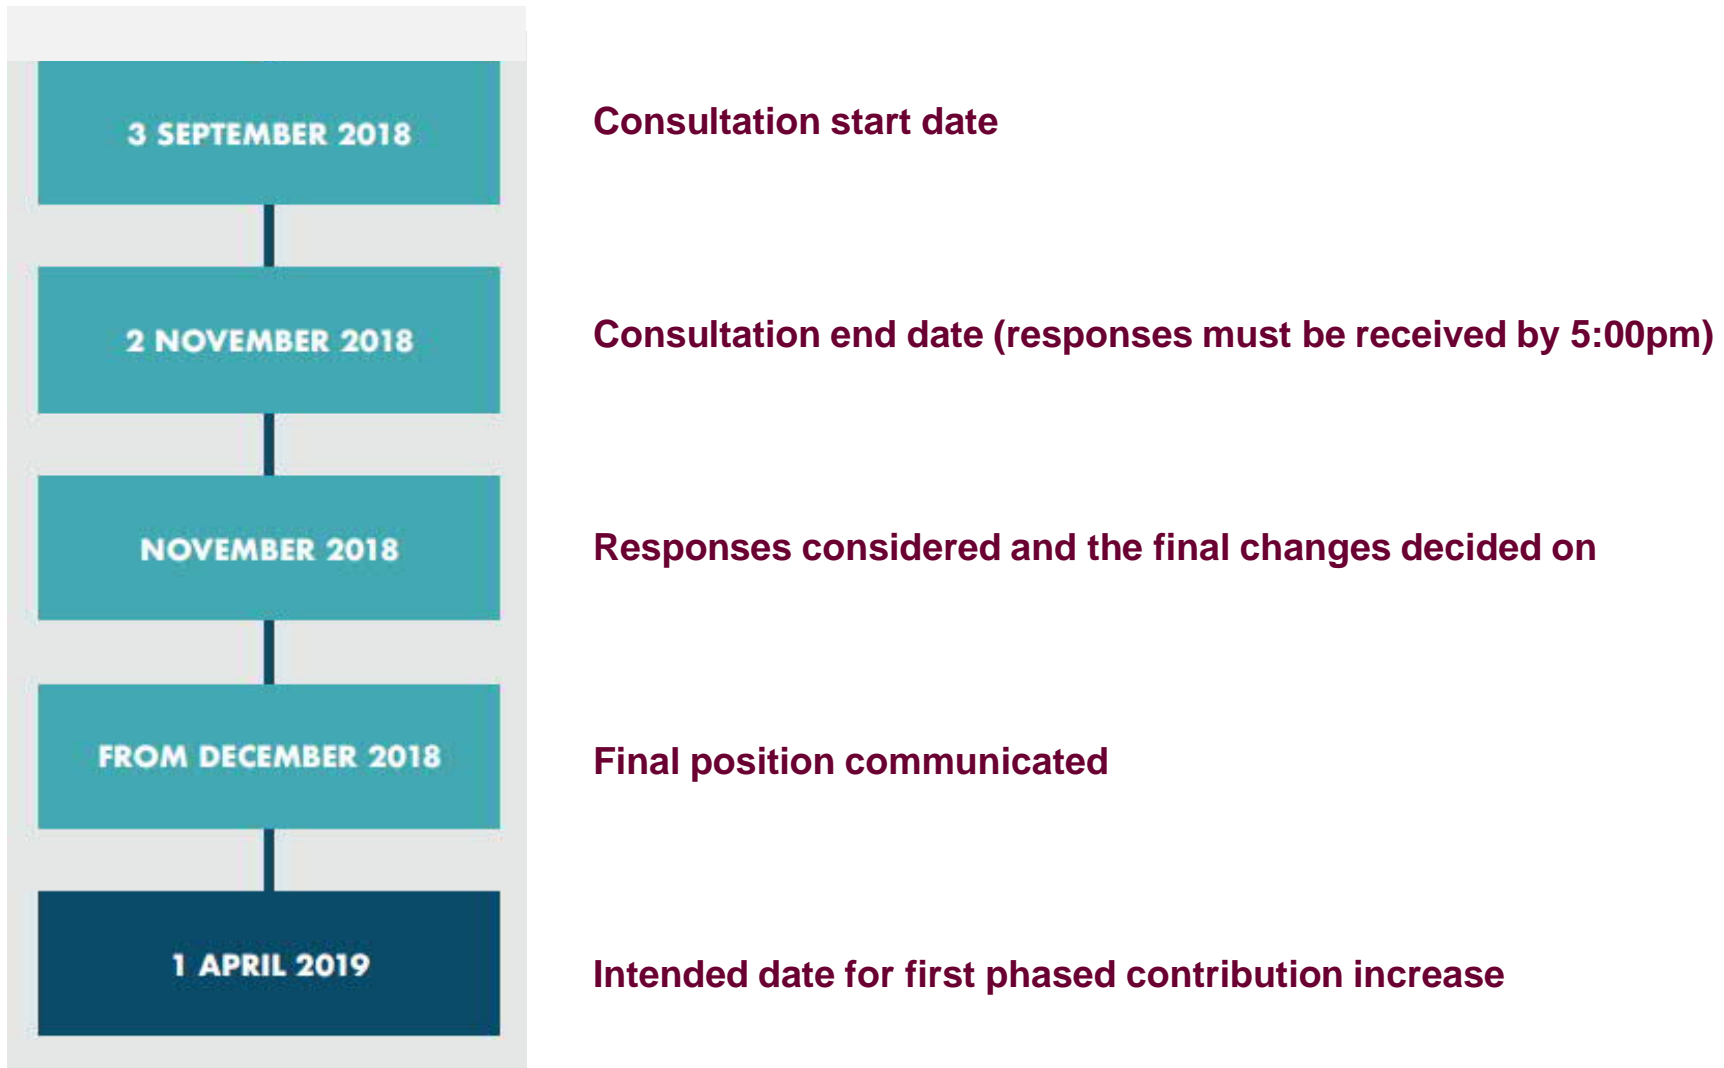 3 SEPTEMBER 2018
Consultation start date
2 NOVEMBER 2018
Consultation end date (responses must be received by 5:00pm)
NOVEMBER 2018
Responses considered and the final changes decided on
FROM DECEMBER 2018
Final position communicated
1 APRIL 2019
Intended date for first phased contribution increase